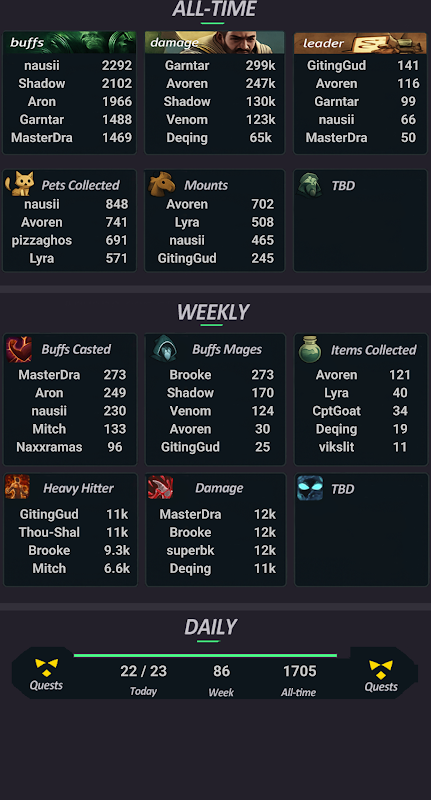 ALL-TIME
buffs
nausii 2292
Shadow 2102
Aron 1966
Garntar 1488
MasterDra 1469
damage
Garntar 299k
Avoren 247k
Shadow 130k
Venom 123k
Deqing 65k
leader
GitingGud 141
Avoren 116
Garntar 99
nausii 66
MasterDra 50
Pets Collected
nausii 848
Avoren 741
pizzaghos 691
Lyra 571
Mounts
Avoren 702
Lyra 508
nausii 465
GitingGud 245
TBD
WEEKLY
Buffs Casted
MasterDra 273
Aron 249
nausii 230
Mitch 133
Naxxramas 96
Buffs Mages
Brooke 273
Shadow 170
Venom 124
Avoren 30
GitingGud 25
Items Collected
Avoren 121
Lyra 40
CptGoat 34
Deqing 19
vikslit 11
Heavy Hitter
GitingGud 11k
Thou-Shal 11k
Brooke 9.3k
Mitch 6.6k
Damage
MasterDra 12k
Brooke 12k
superbk 12k
Deqing 11k
TBD
DAILY
Quests
22 / 23 86 1705
Today Week All-time
Quests